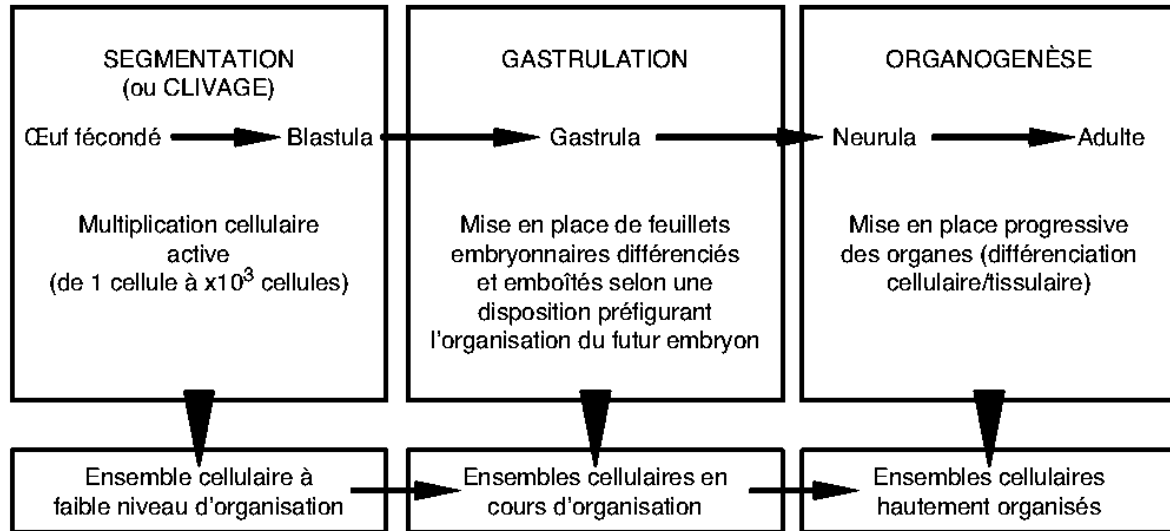 SEGMENTATION
(ou CLIVAGE)
Œuf fécondé
Blastula
Multiplication cellulaire
active
(de 1 cellule à x10³ cellules)
GASTRULATION
Gastrula
Mise en place de feuillets
embryonnaires différenciés
et emboîtés selon une
disposition préfigurant
l'organisation du futur embryon
ORGANOGENÈSE
Neurula
Adulte
Mise en place progressive
des organes (différenciation
cellulaire/tissulaire)
Ensemble cellulaire à
faible niveau d'organisation
Ensembles cellulaires en
cours d'organisation
Ensembles cellulaires
hautement organisés